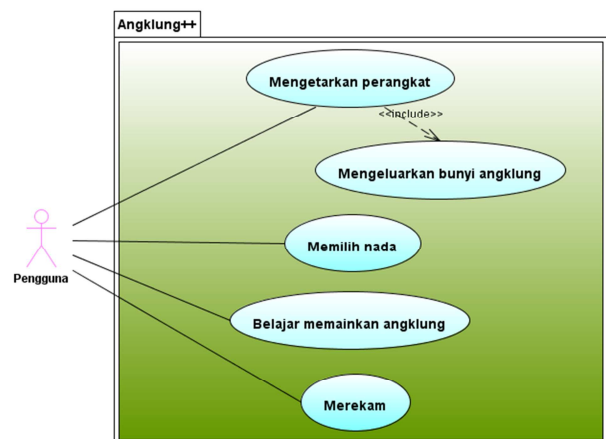 Angklung++
Mengetarkan perangkat
<<include>>
Mengeluarkan bunyi angklung
Memilih nada
Pengguna
Belajar memainkan angklung
Merekam